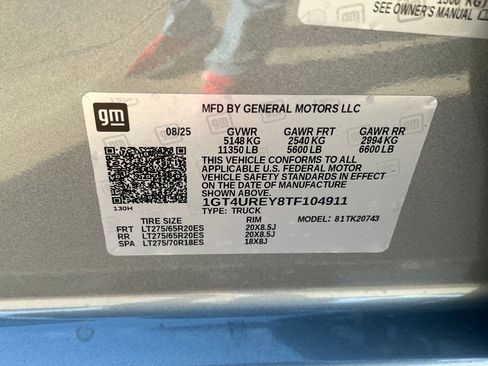 1500 KG
SEE OWNER'S MANUAL
gm
MFD BY GENERAL MOTORS LLC
08/25 GVWR GAWR FRT GAWR RR
5148 KG 2540 KG 2994 KG
11350 LB 5600 LB 6600 LB
THIS VEHICLE CONFORMS TO ALL
APPLICABLE U.S. FEDERAL MOTOR
VEHICLE SAFETY STANDARDS IN
EFFECT ON THE DATE OF
MANUFACTURE SHOWN ABOVE.
1GT4UREY8TF104911
130H
TYPE: TRUCK
MODEL: 81TK20743
TIRE SIZE RIM
FRT LT275/65R20ES 20X8.5J
RR LT275/65R20ES 20X8.5J
SPA LT275/70R18ES 18X8J